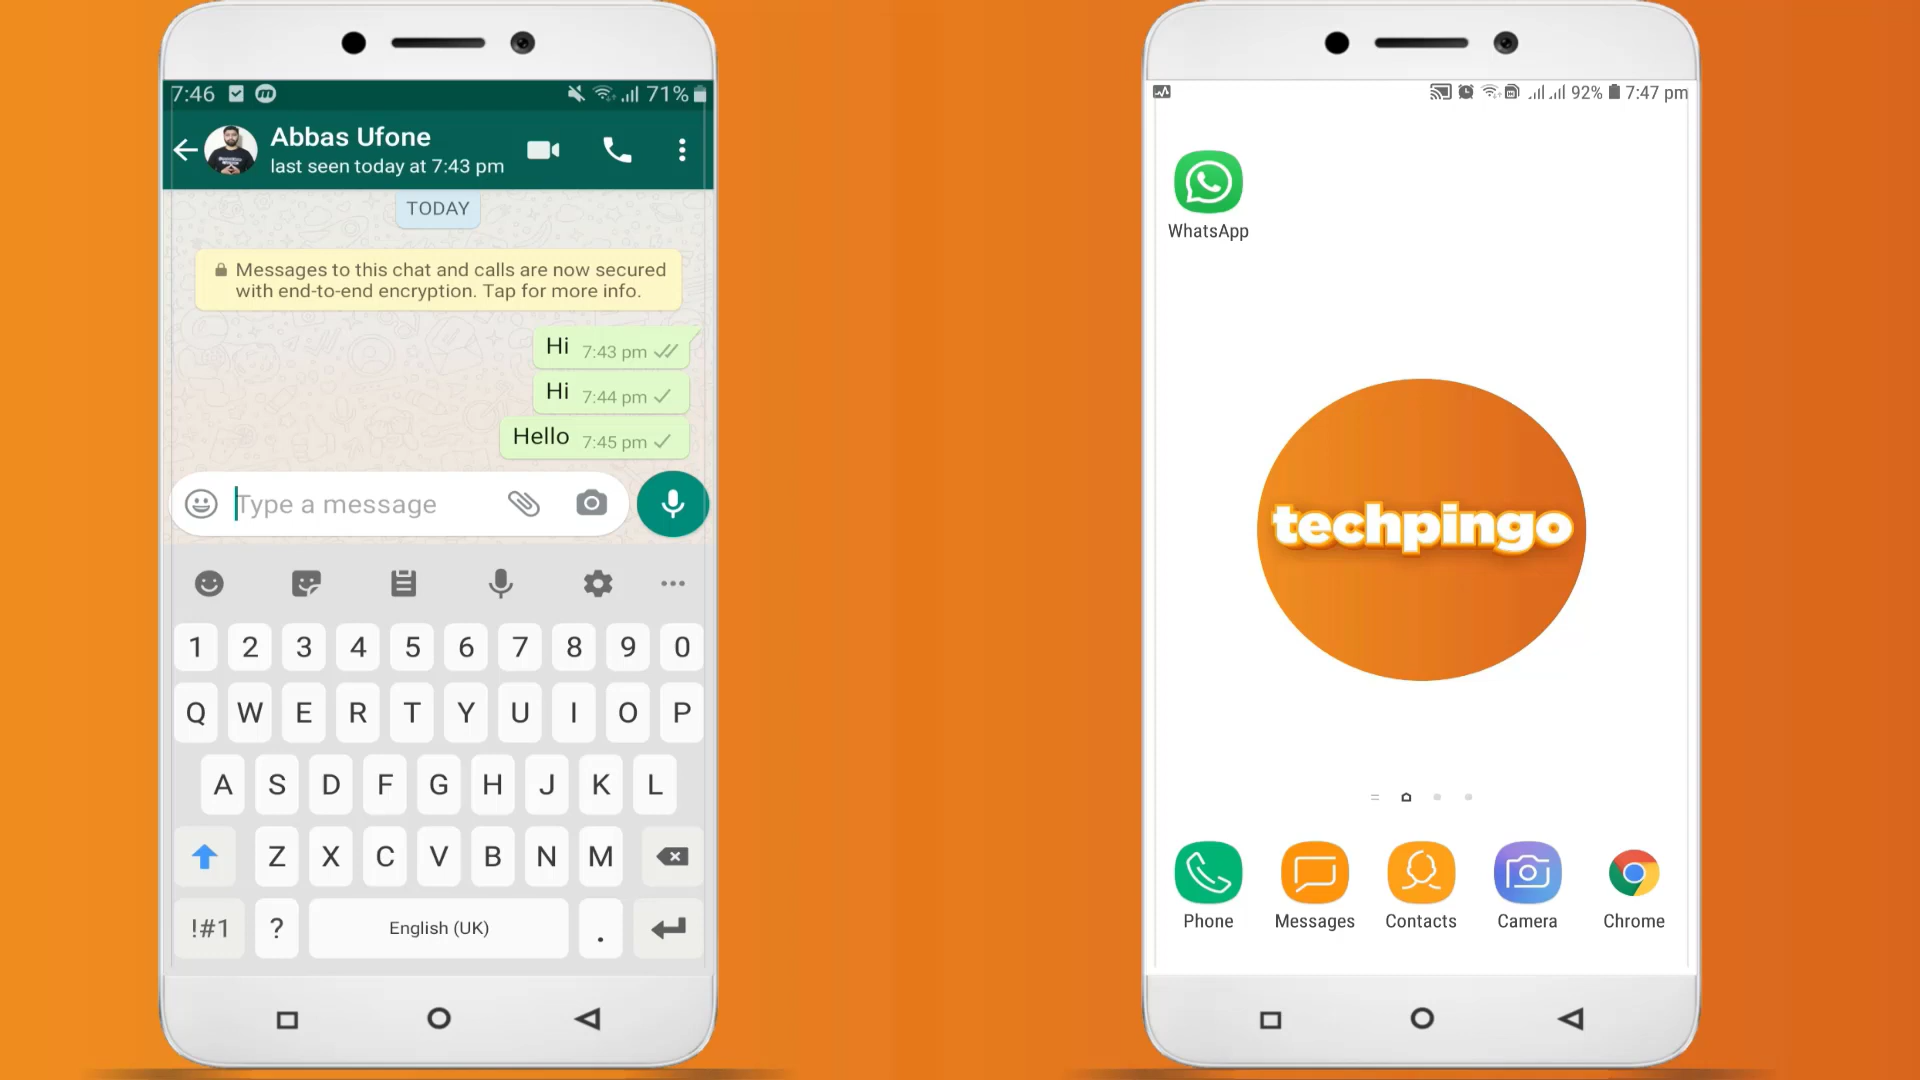 7:46
71%
Abbas Ufone
last seen today at 7:43 pm
TODAY
Messages to this chat and calls are now secured
with end-to-end encryption. Tap for more info.
Hi 7:43 pm
Hi 7:44 pm
Hello 7:45 pm
Type a message
1 2 3 4 5 6 7 8 9 0
Q W E R T Y U I O P
A S D F G H J K L
Z X C V B N M
!#1 ? English (UK) .
92% 7:47 pm
WhatsApp
techpingo
Phone Messages Contacts Camera Chrome